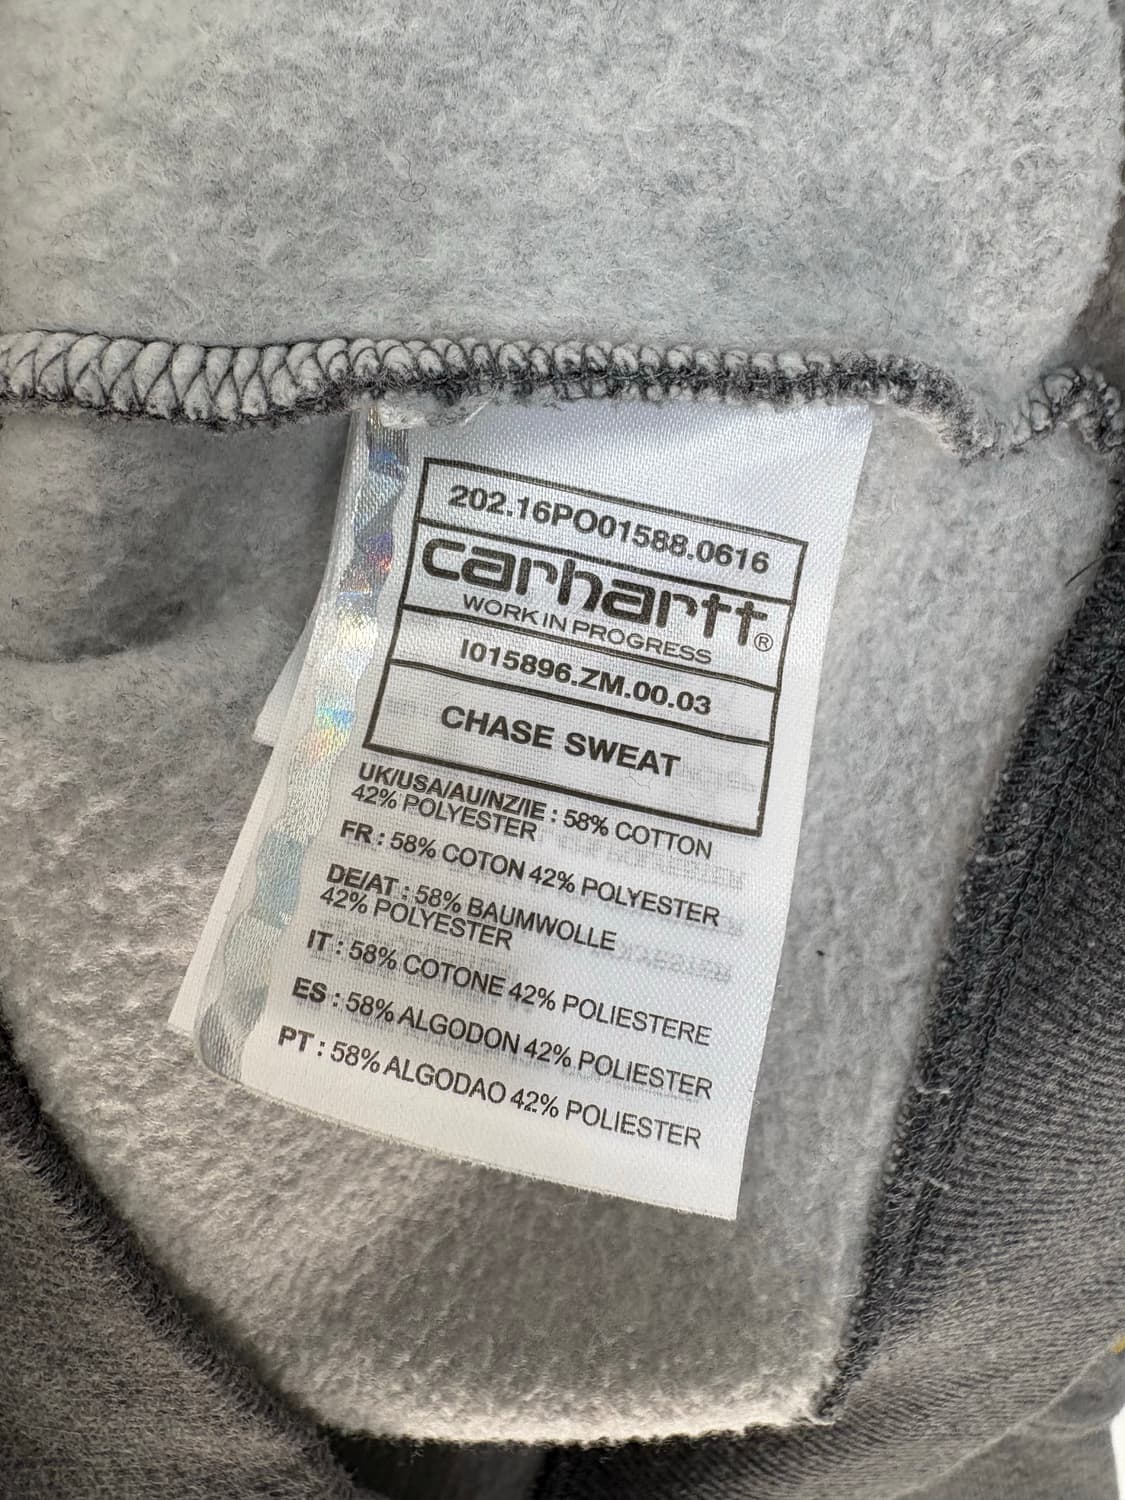 202.16PO01588.0616
carhartt®
WORK IN PROGRESS
I015896.ZM.00.03
CHASE SWEAT
UK/USA/AU/NZ/IE : 58% COTTON
42% POLYESTER
FR : 58% COTON 42% POLYESTER
DE/AT : 58% BAUMWOLLE
42% POLYESTER
IT : 58% COTONE 42% POLIESTERE
ES : 58% ALGODON 42% POLIESTER
PT : 58% ALGODAO 42% POLIESTER